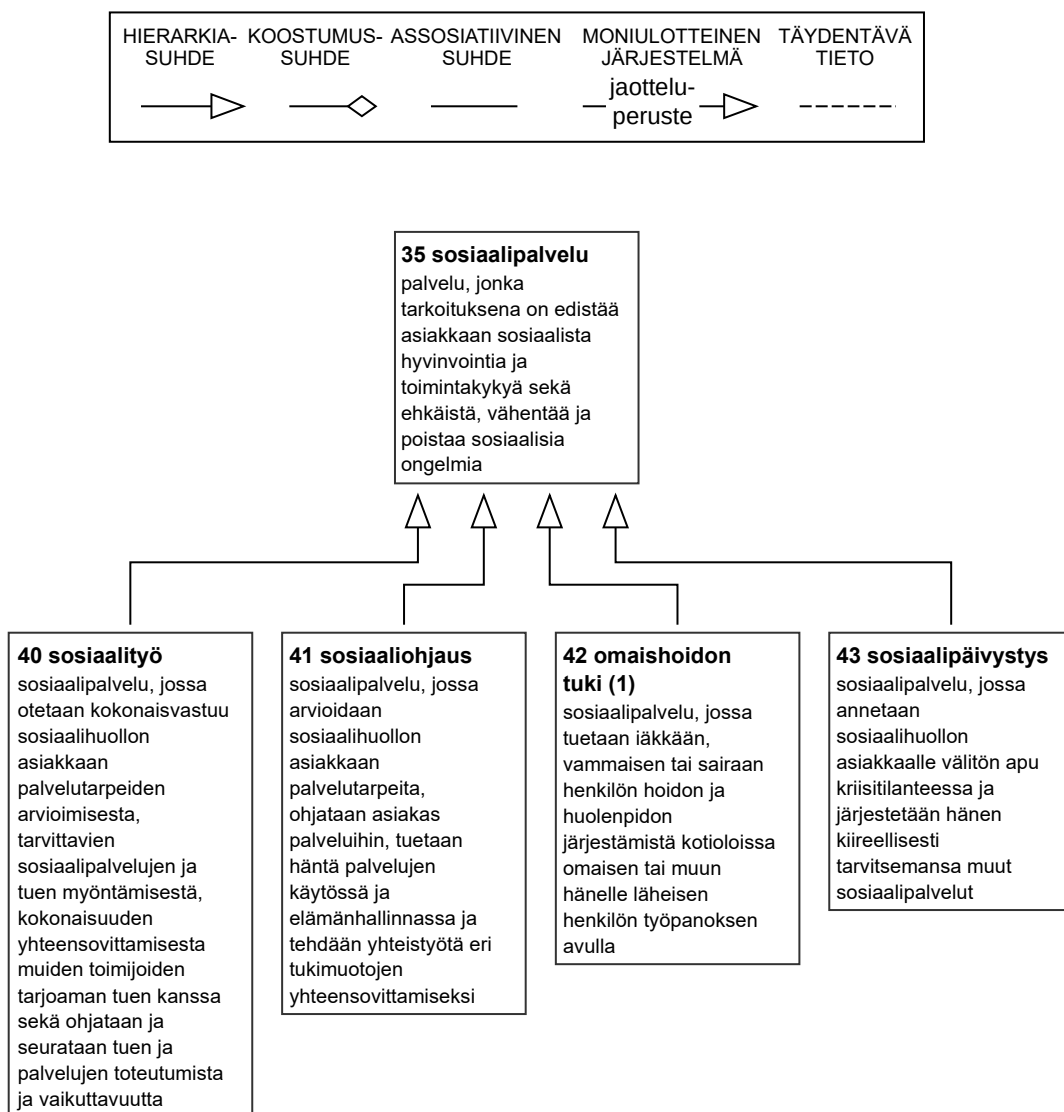 HIERARKIA-
SUHDE
KOOSTUMUS-
SUHDE
ASSOSIATIIVINEN
SUHDE
MONIULOTTEINEN
JÄRJESTELMÄ
jaottelu-
peruste
TÄYDENTÄVÄ
TIETO
35 sosiaalipalvelu
palvelu, jonka
tarkoituksena on edistää
asiakkaan sosiaalista
hyvinvointia ja
toimintakykyä sekä
ehkäistä, vähentää ja
poistaa sosiaalisia
ongelmia
40 sosiaalityö
sosiaalipalvelu, jossa
otetaan kokonaisvastuu
sosiaalihuollon
asiakkaan
palvelutarpeiden
arvioimisesta,
tarvittavien
sosiaalipalvelujen ja
tuen myöntämisestä,
kokonaisuuden
yhteensovittamisesta
muiden toimijoiden
tarjoaman tuen kanssa
sekä ohjataan ja
seurataan tuen ja
palvelujen toteutumista
ja vaikuttavuutta
41 sosiaaliohjaus
sosiaalipalvelu, jossa
arvioidaan
sosiaalihuollon
asiakkaan
palvelutarpeita,
ohjataan asiakas
palveluihin, tuetaan
häntä palvelujen
käytössä ja
elämänhallinnassa ja
tehdään yhteistyötä eri
tukimuotojen
yhteensovittamiseksi
42 omaishoidon
tuki (1)
sosiaalipalvelu, jossa
tuetaan iäkkään,
vammaisen tai sairaan
henkilön hoidon ja
huolenpidon
järjestämistä kotioloissa
omaisen tai muun
hänelle läheisen
henkilön työpanoksen
avulla
43 sosiaalipäivystys
sosiaalipalvelu, jossa
annetaan
sosiaalihuollon
asiakkaalle välitön apu
kriisitilanteessa ja
järjestetään hänen
kiireellisesti
tarvitsemansa muut
sosiaalipalvelut